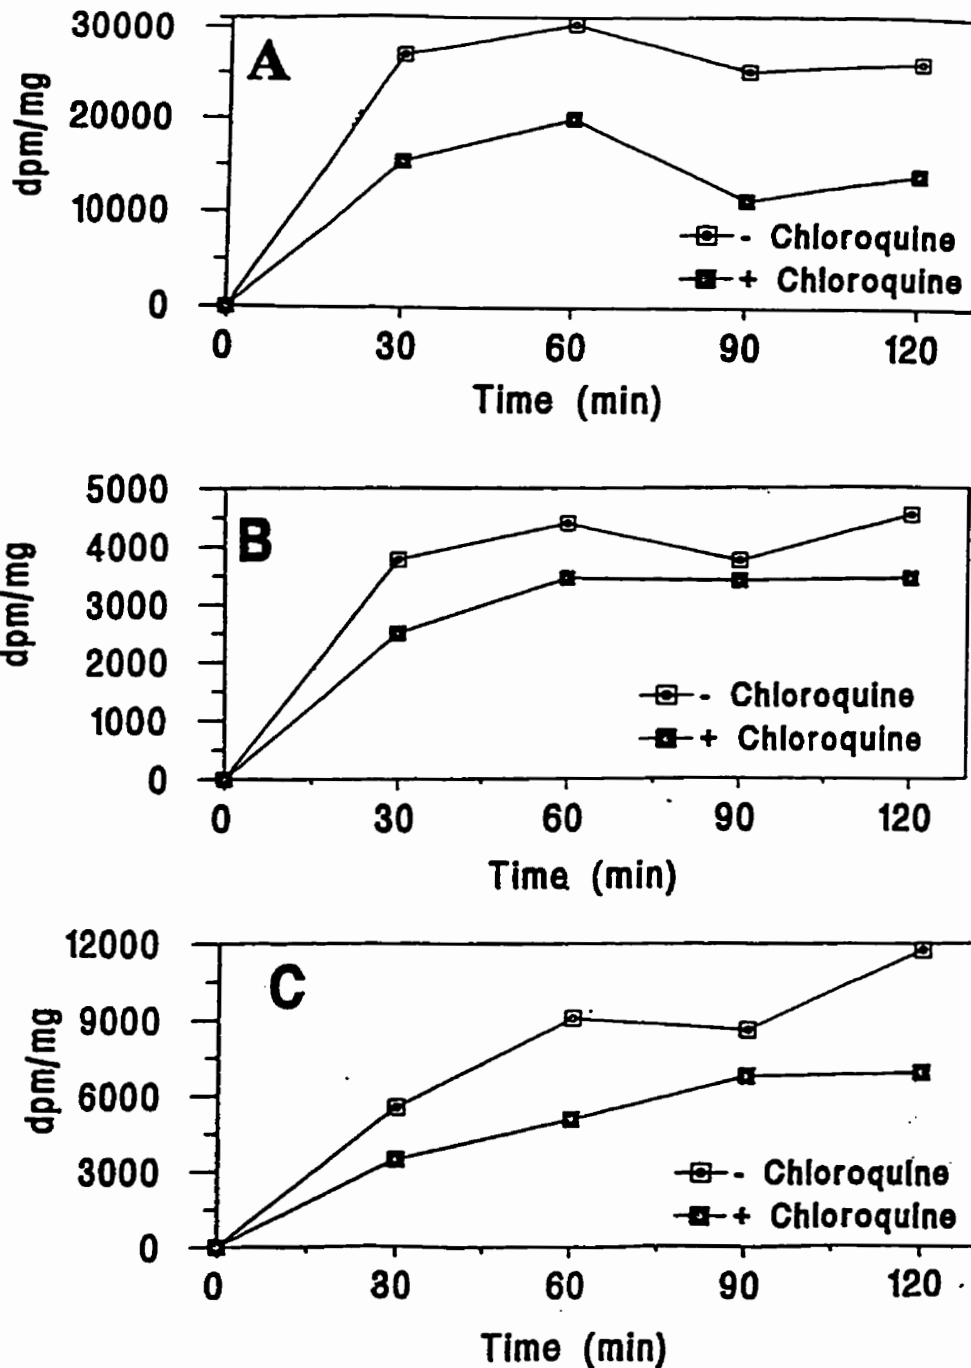 A
dpm/mg
30000
20000
10000
0
- Chloroquine
+ Chloroquine
0 30 60 90 120
Time (min)
B
dpm/mg
5000
4000
3000
2000
1000
0
- Chloroquine
+ Chloroquine
0 30 60 90 120
Time (min)
C
dpm/mg
12000
9000
6000
3000
0
- Chloroquine
+ Chloroquine
0 30 60 90 120
Time (min)